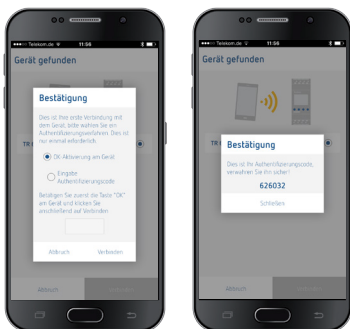 Telekom.de 11:56
Gerät gefunden
Bestätigung
Dies ist Ihre erste Verbindung mit
dem Gerät, bitte wählen Sie ein
Authentifizierungsverfahren. Dies ist
nur einmal erforderlich.
OK-Aktivierung am Gerät
Eingabe
Authentifizierungscode
Betätigen Sie zuerst die Taste "OK"
am Gerät und klicken Sie
anschließend auf Verbinden
Abbruch Verbinden
Abbruch
Telekom.de 11:56
Gerät gefunden
TR
Bestätigung
Dies ist Ihr Authentifizierungscode,
verwahren Sie ihn sicher!
626032
Schließen
Abbruch